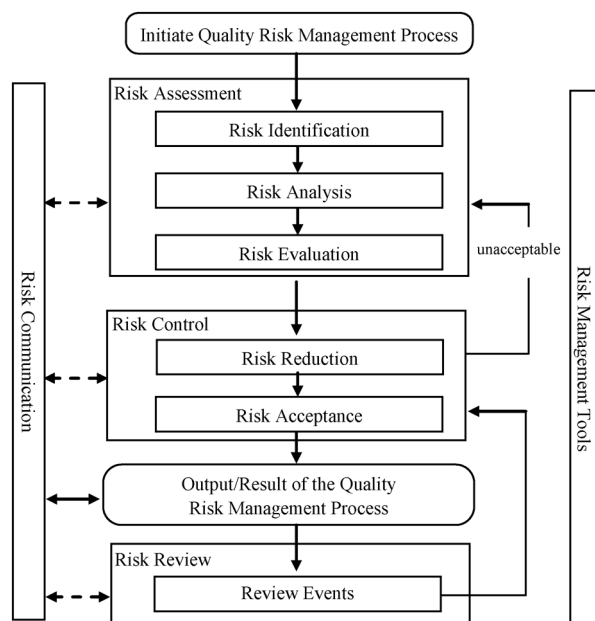 Initiate Quality Risk Management Process
Risk Assessment
Risk Identification
Risk Analysis
Risk Evaluation
unacceptable
Risk Control
Risk Reduction
Risk Acceptance
Output/Result of the Quality
Risk Management Process
Risk Review
Review Events
Risk Communication
Risk Management Tools